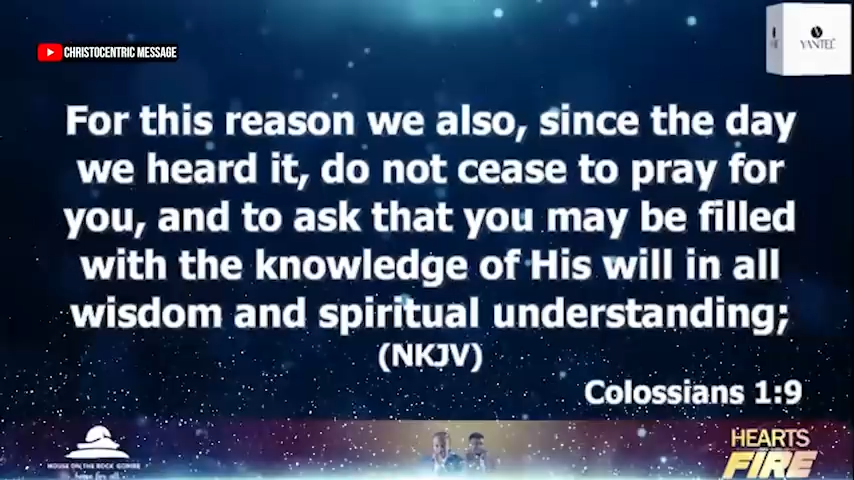 CHRISTOCENTRIC MESSAGE
YANTEÉ
For this reason we also, since the day
we heard it, do not cease to pray for
you, and to ask that you may be filled
with the knowledge of His will in all
wisdom and spiritual understanding;
(NKJV)
Colossians 1:9
HOUSE ON THE ROCK GOMBE
HEARTS
FIRE